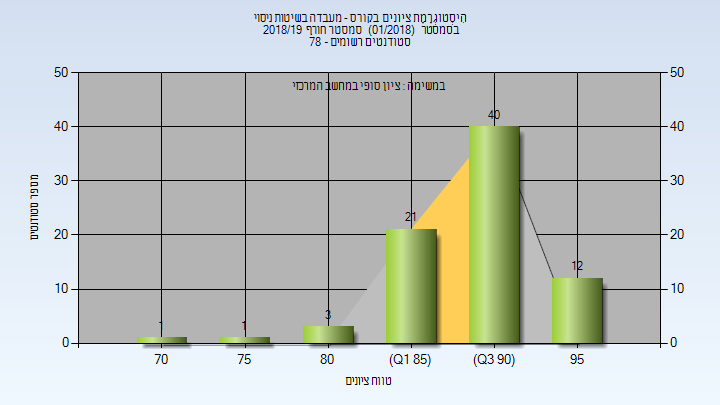 היסטוגרמת ציונים בקורס - מעבדה בשיטות ניסוי
בסמסטר (01/2018) סמסטר חורף 2018/19
סטודנטים רשומים - 78
במשימה : ציון סופי במחשב המרכזי
50 50
40 40
30 30
20 20
10 10
0 0
1 1 3 21 40 12
מספר סטודנטים
70 75 80 (Q1 85) (Q3 90) 95
טווח ציונים